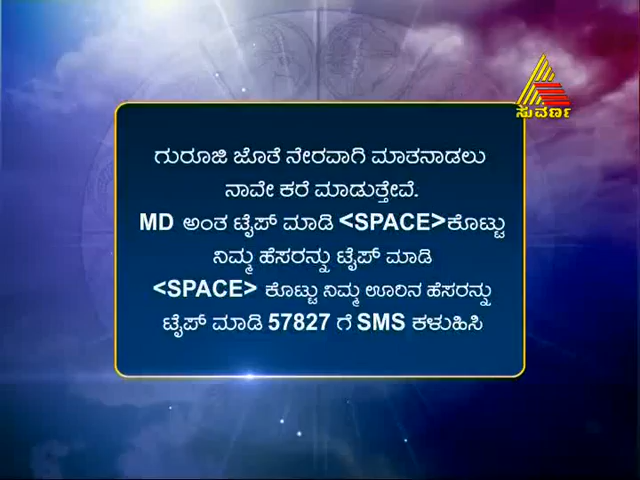 ಸುವರ್ಣ
ಗುರೂಜಿ ಜೊತೆ ನೇರವಾಗಿ ಮಾತನಾಡಲು
ನಾವೇ ಕರೆ ಮಾಡುತ್ತೇವೆ.
MD ಅಂತ ಟೈಪ್ ಮಾಡಿ <SPACE>ಕೊಟ್ಟು
ನಿಮ್ಮ ಹೆಸರನ್ನು ಟೈಪ್ ಮಾಡಿ
<SPACE> ಕೊಟ್ಟು ನಿಮ್ಮ ಊರಿನ ಹೆಸರನ್ನು
ಟೈಪ್ ಮಾಡಿ 57827 ಗೆ SMS ಕಳುಹಿಸಿ